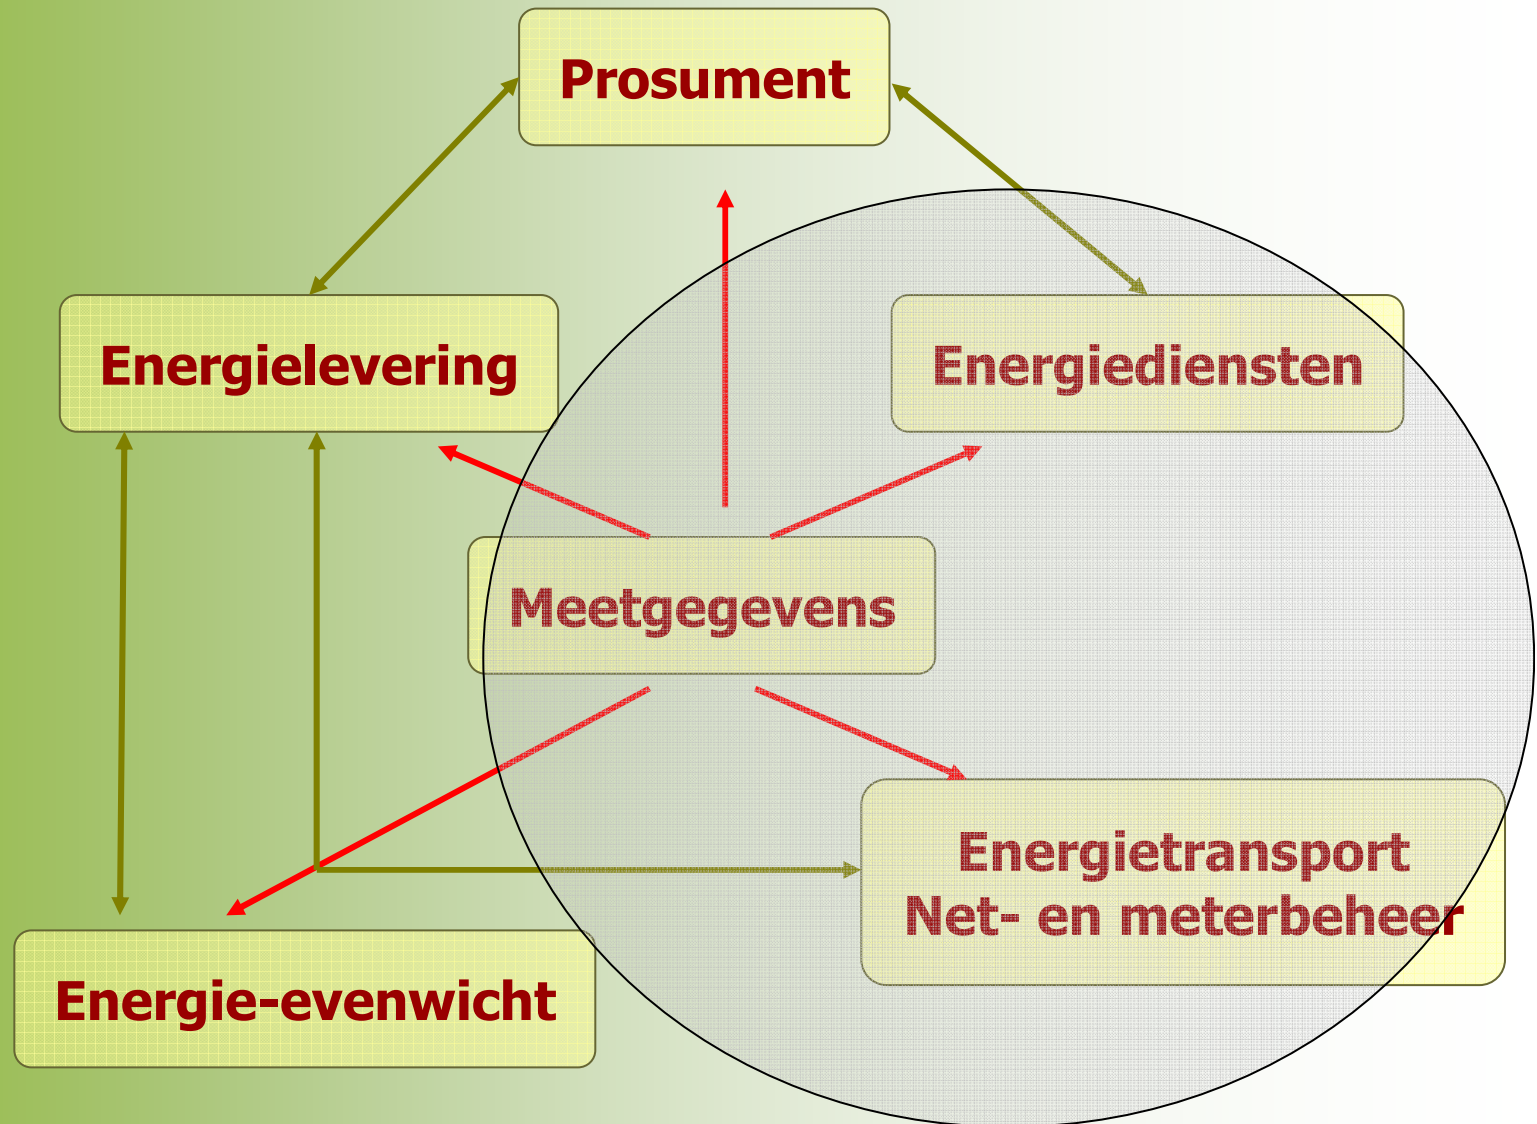 Prosument
Energielevering
Energiediensten
Meetgegevens
Energietransport
Net- en meterbeheer
Energie-evenwicht